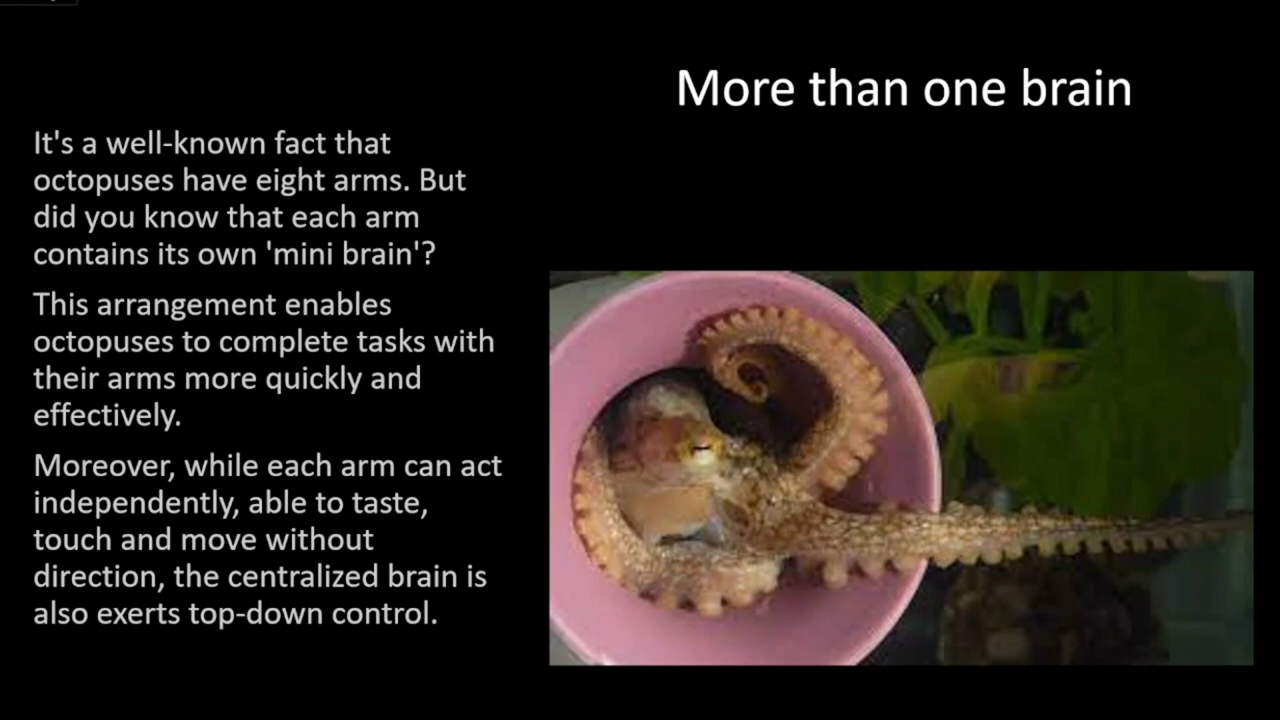 More than one brain
It's a well-known fact that
octopuses have eight arms. But
did you know that each arm
contains its own 'mini brain'?
This arrangement enables
octopuses to complete tasks with
their arms more quickly and
effectively.
Moreover, while each arm can act
independently, able to taste,
touch and move without
direction, the centralized brain is
also exerts top-down control.